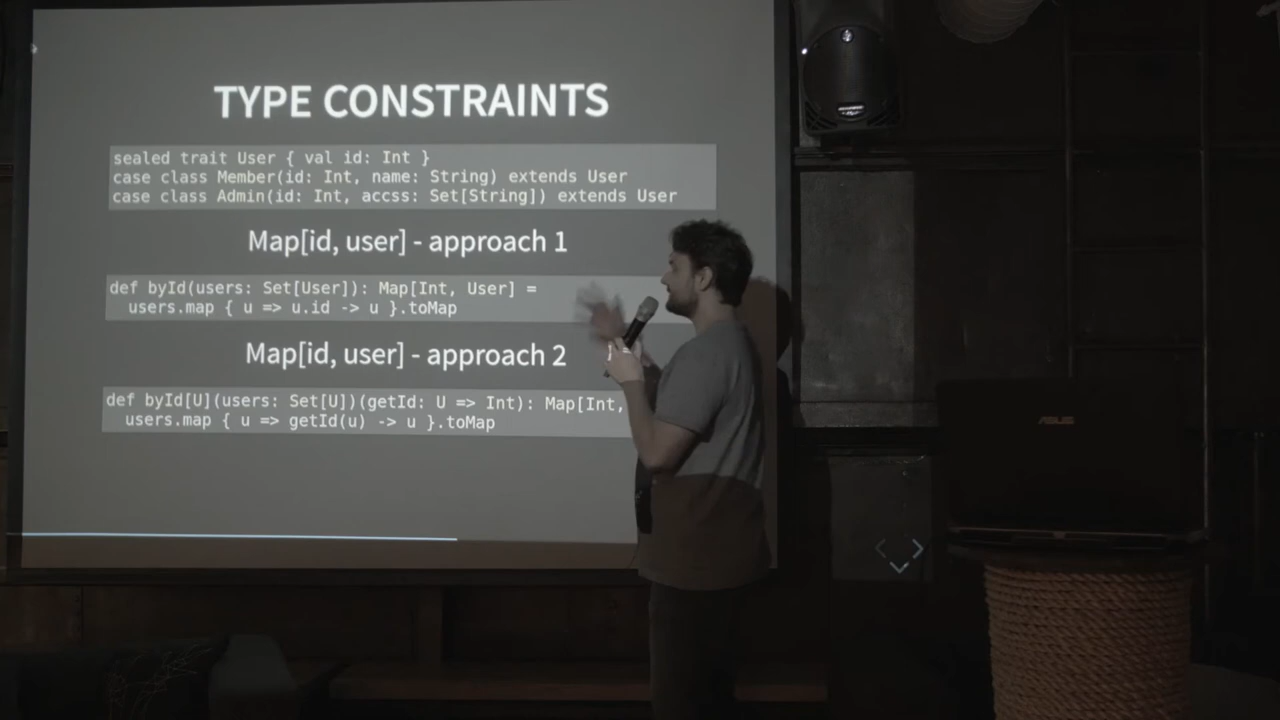 TYPE CONSTRAINTS
sealed trait User { val id: Int }
case class Member(id: Int, name: String) extends User
case class Admin(id: Int, accss: Set[String]) extends User
Map[id, user] - approach 1
def byId(users: Set[User]): Map[Int, User] =
users.map { u => u.id -> u }.toMap
Map[id, user] - approach 2
def byId[U](users: Set[U])(getId: U => Int): Map[Int,
users.map { u => getId(u) -> u }.toMap
ASUS